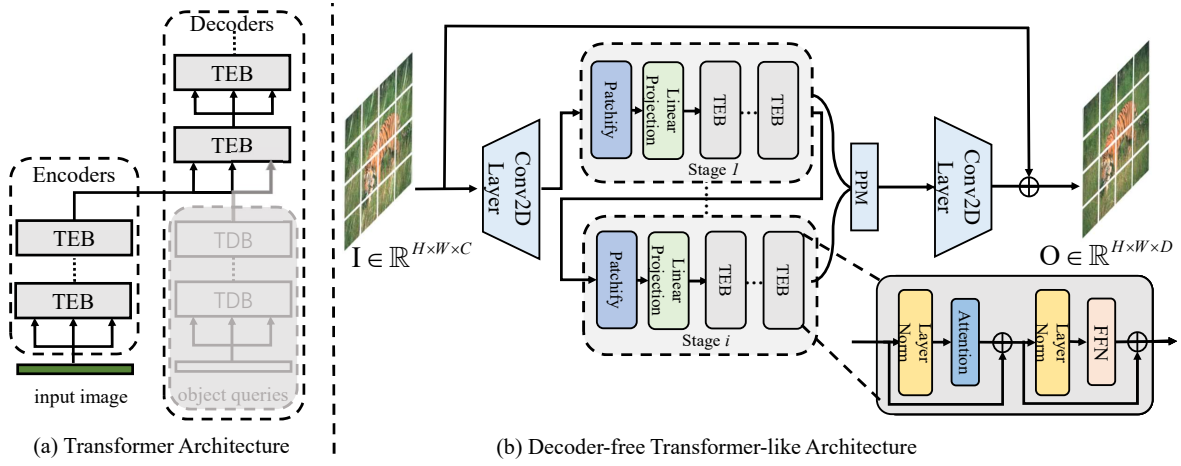 Decoders
TEB
TEB
Encoders
TEB
TEB
TDB
TDB
object queries
input image
(a) Transformer Architecture
I ∈ ℝ^{H×W×C}
Conv2D
Layer
Patchify
Linear
Projection
TEB
TEB
Stage 1
Patchify
Linear
Projection
TEB
TEB
Stage i
PPM
Conv2D
Layer
O ∈ ℝ^{H×W×D}
Layer
Norm
Attention
Layer
Norm
FFN
(b) Decoder-free Transformer-like Architecture